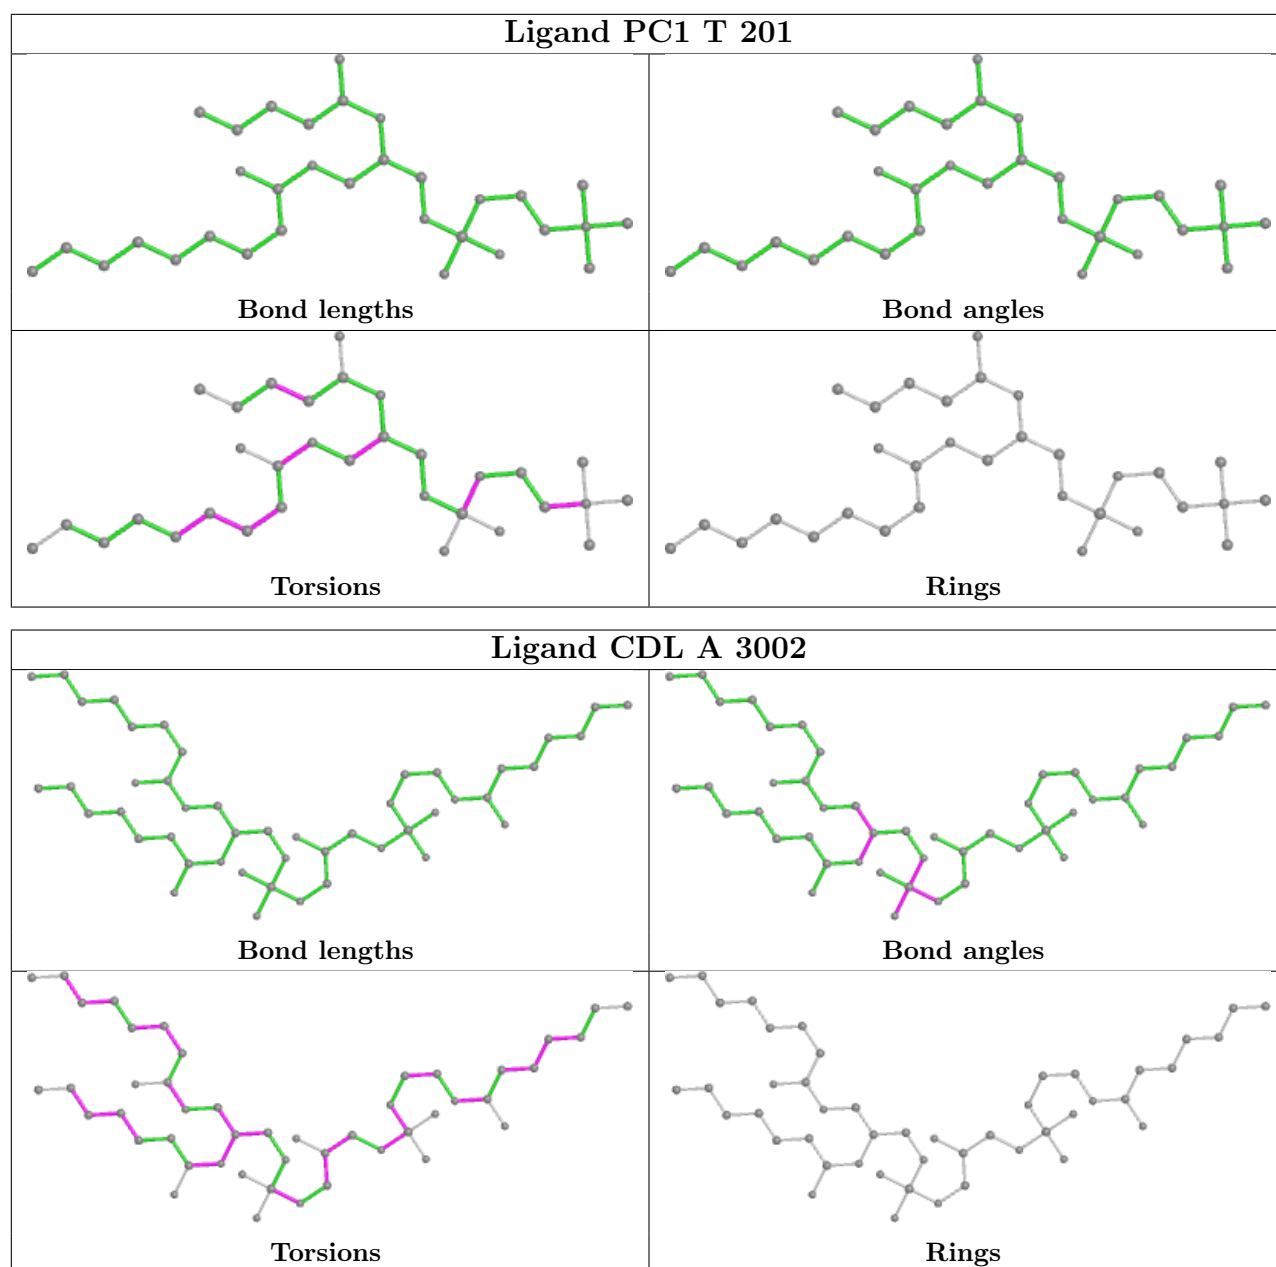 Ligand PC1 T 201
Bond lengths
Bond angles
Torsions
Rings
Ligand CDL A 3002
Bond lengths
Bond angles
Torsions
Rings